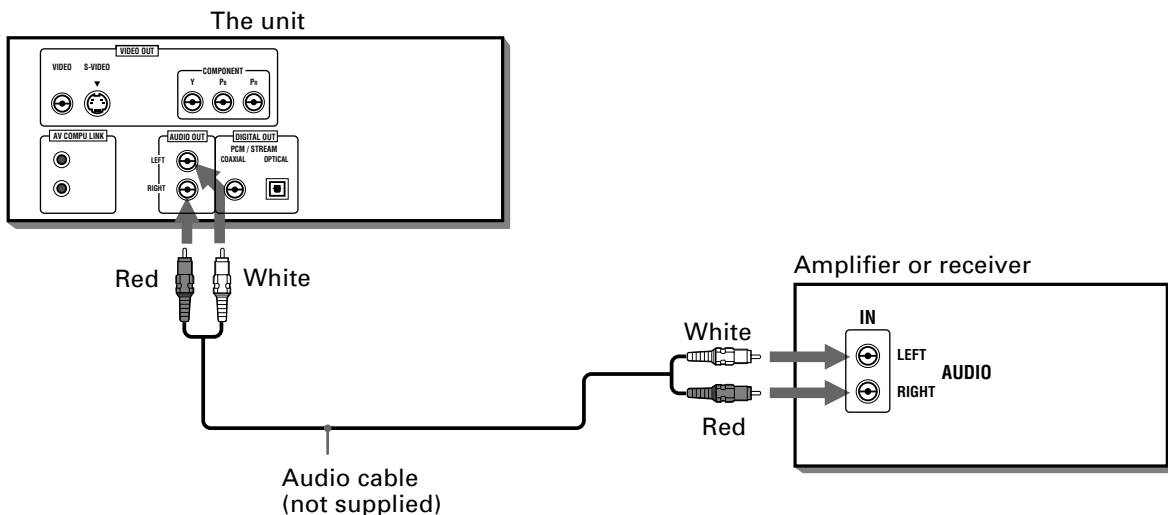 The unit
VIDEO OUT
VIDEO S-VIDEO
COMPONENT
Y PB PR
AV COMPU LINK
AUDIO OUT
DIGITAL OUT
PCM / STREAM
LEFT
COAXIAL OPTICAL
RIGHT
Red
White
Amplifier or receiver
IN
White
LEFT
AUDIO
RIGHT
Red
Audio cable
(not supplied)